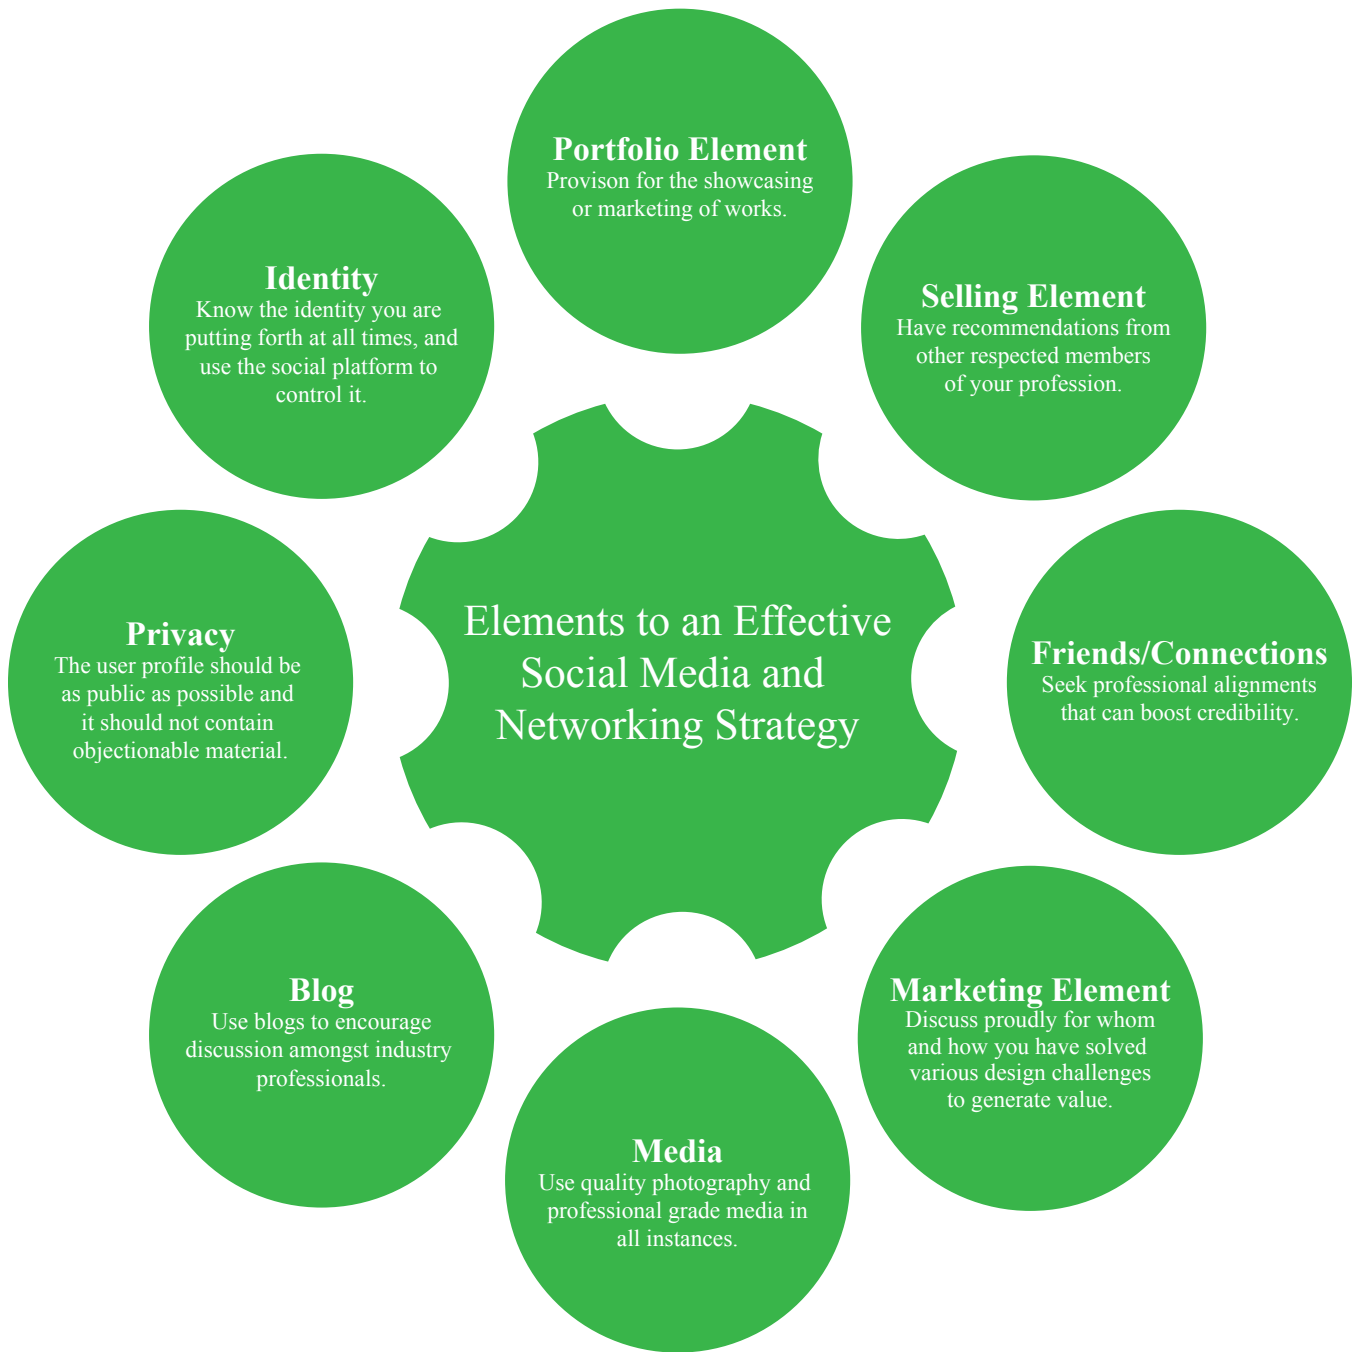 Portfolio Element
Provison for the showcasing
or marketing of works.
Identity
Know the identity you are
putting forth at all times, and
use the social platform to
control it.
Selling Element
Have recommendations from
other respected members
of your profession.
Elements to an Effective
Social Media and
Networking Strategy
Privacy
The user profile should be
as public as possible and
it should not contain
objectionable material.
Friends/Connections
Seek professional alignments
that can boost credibility.
Blog
Use blogs to encourage
discussion amongst industry
professionals.
Marketing Element
Discuss proudly for whom
and how you have solved
various design challenges
to generate value.
Media
Use quality photography and
professional grade media in
all instances.